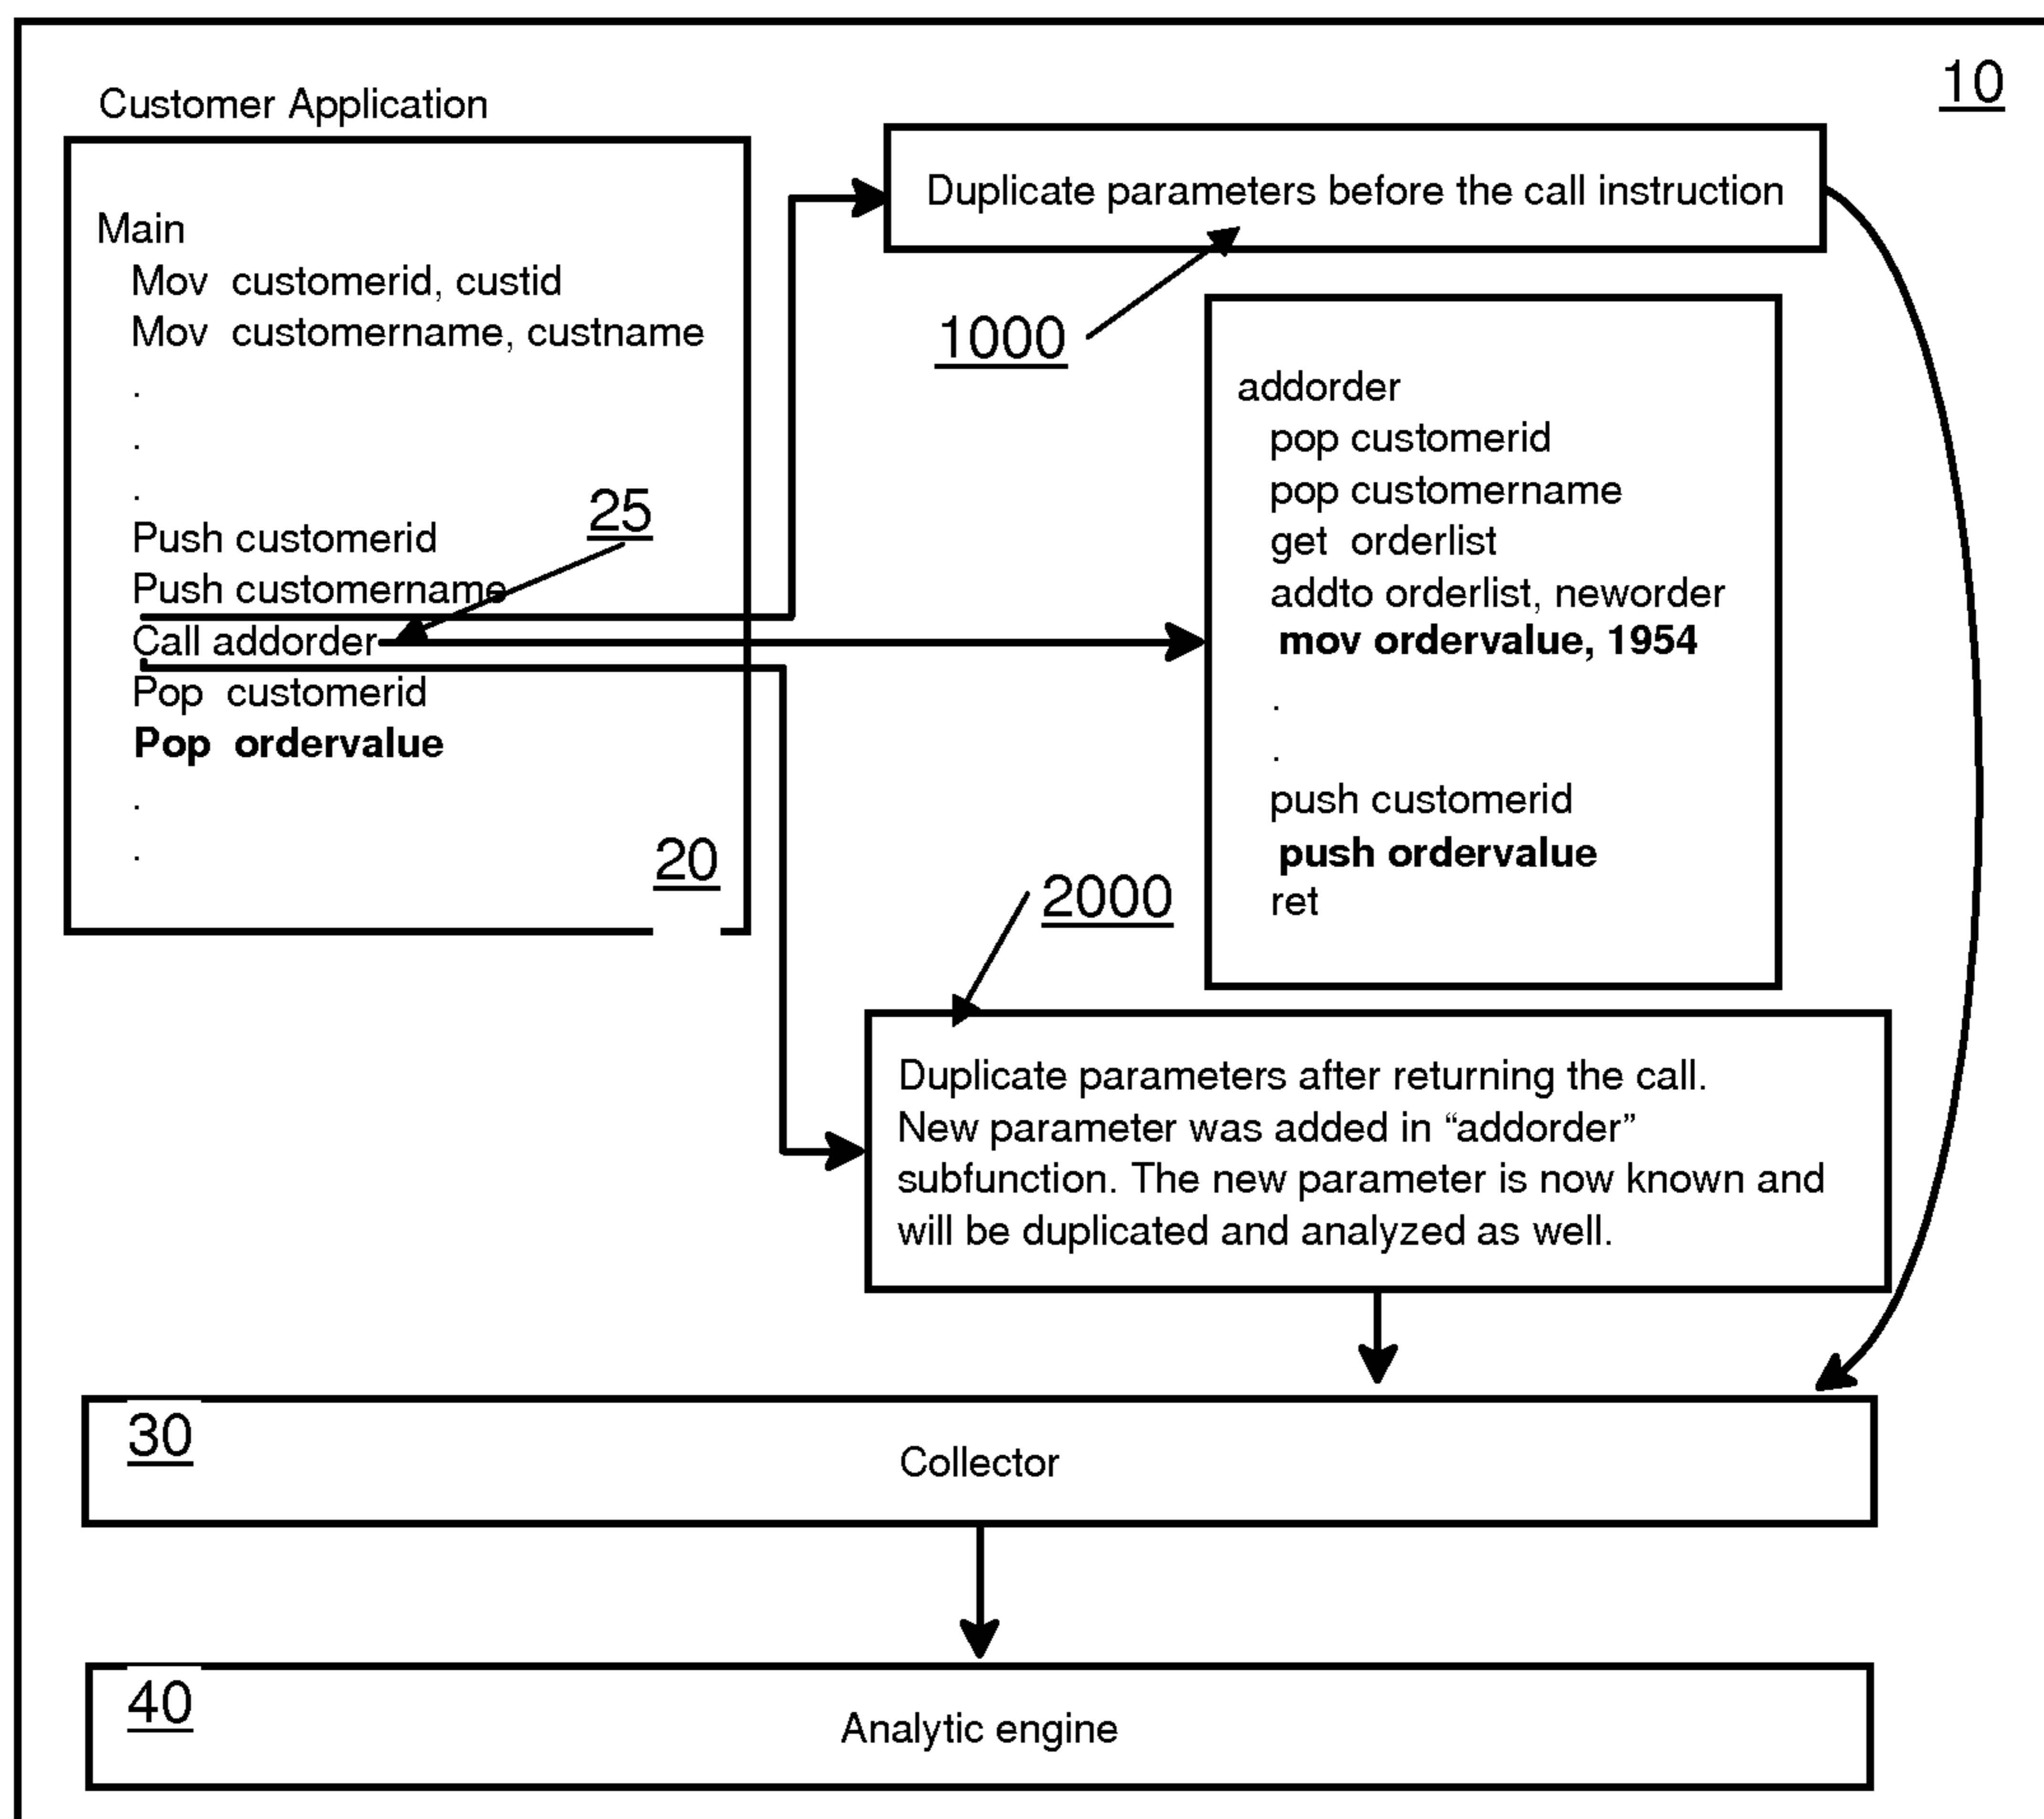 10
Customer Application
Main
Mov customerid, custid
Mov customername, custname
.
.
.
Push customerid
25
Push customername
Call addorder
Pop customerid
Pop ordervalue
.
.
20
Duplicate parameters before the call instruction
1000
addorder
pop customerid
pop customername
get orderlist
addto orderlist, neworder
mov ordervalue, 1954
.
.
push customerid
push ordervalue
ret
2000
Duplicate parameters after returning the call.
New parameter was added in “addorder”
subfunction. The new parameter is now known and
will be duplicated and analyzed as well.
30
Collector
40
Analytic engine